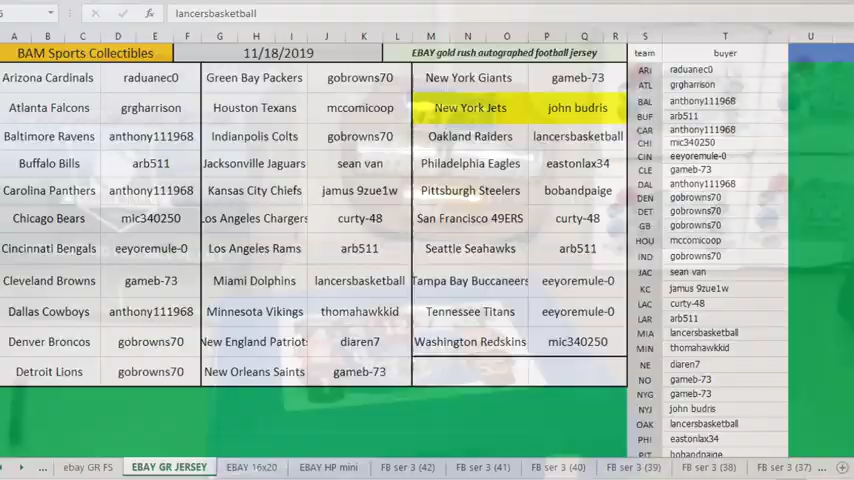 lancersbasketball
A B C D E F G H I J K L M N O P Q R S T U
BAM Sports Collectibles 11/18/2019 EBAY gold rush autographed football jersey team buyer
Arizona Cardinals raduanec0 Green Bay Packers gobrowns70 New York Giants gameb-73
Atlanta Falcons grgharrison Houston Texans mccomicoop New York Jets john budris
Baltimore Ravens anthony111968 Indianpolis Colts gobrowns70 Oakland Raiders lancersbasketball
Buffalo Bills arb511 Jacksonville Jaguars sean van Philadelphia Eagles eastonlax34
Carolina Panthers anthony111968 Kansas City Chiefs jamus 9zue1w Pittsburgh Steelers bobandpaige
Chicago Bears mic340250 Los Angeles Chargers curty-48 San Francisco 49ERS curty-48
Cincinnati Bengals eeyoremule-0 Los Angeles Rams arb511 Seattle Seahawks arb511
Cleveland Browns gameb-73 Miami Dolphins lancersbasketball Tampa Bay Buccaneers eeyoremule-0
Dallas Cowboys anthony111968 Minnesota Vikings thomahawkkid Tennessee Titans eeyoremule-0
Denver Broncos gobrowns70 New England Patriots diaren7 Washington Redskins mic340250
Detroit Lions gobrowns70 New Orleans Saints gameb-73
ARI raduanec0
ATL grgharrison
BAL anthony111968
BUF arb511
CAR anthony111968
CHI mic340250
CIN eeyoremule-0
CLE gameb-73
DAL anthony111968
DEN gobrowns70
DET gobrowns70
GB gobrowns70
HOU mccomicoop
IND gobrowns70
JAC sean van
KC jamus 9zue1w
LAC curty-48
LAR arb511
MIA lancersbasketball
MIN thomahawkkid
NE diaren7
NO gameb-73
NYG gameb-73
NYJ john budris
OAK lancersbasketball
PHI eastonlax34
PIT bobandpaige
... ebay GR FS EBAY GR JERSEY EBAY 16x20 EBAY HP mini FB ser 3 (42) FB ser 3 (41) FB ser 3 (40) FB ser 3 (39) FB ser 3 (38) FB ser 3 (37) ...